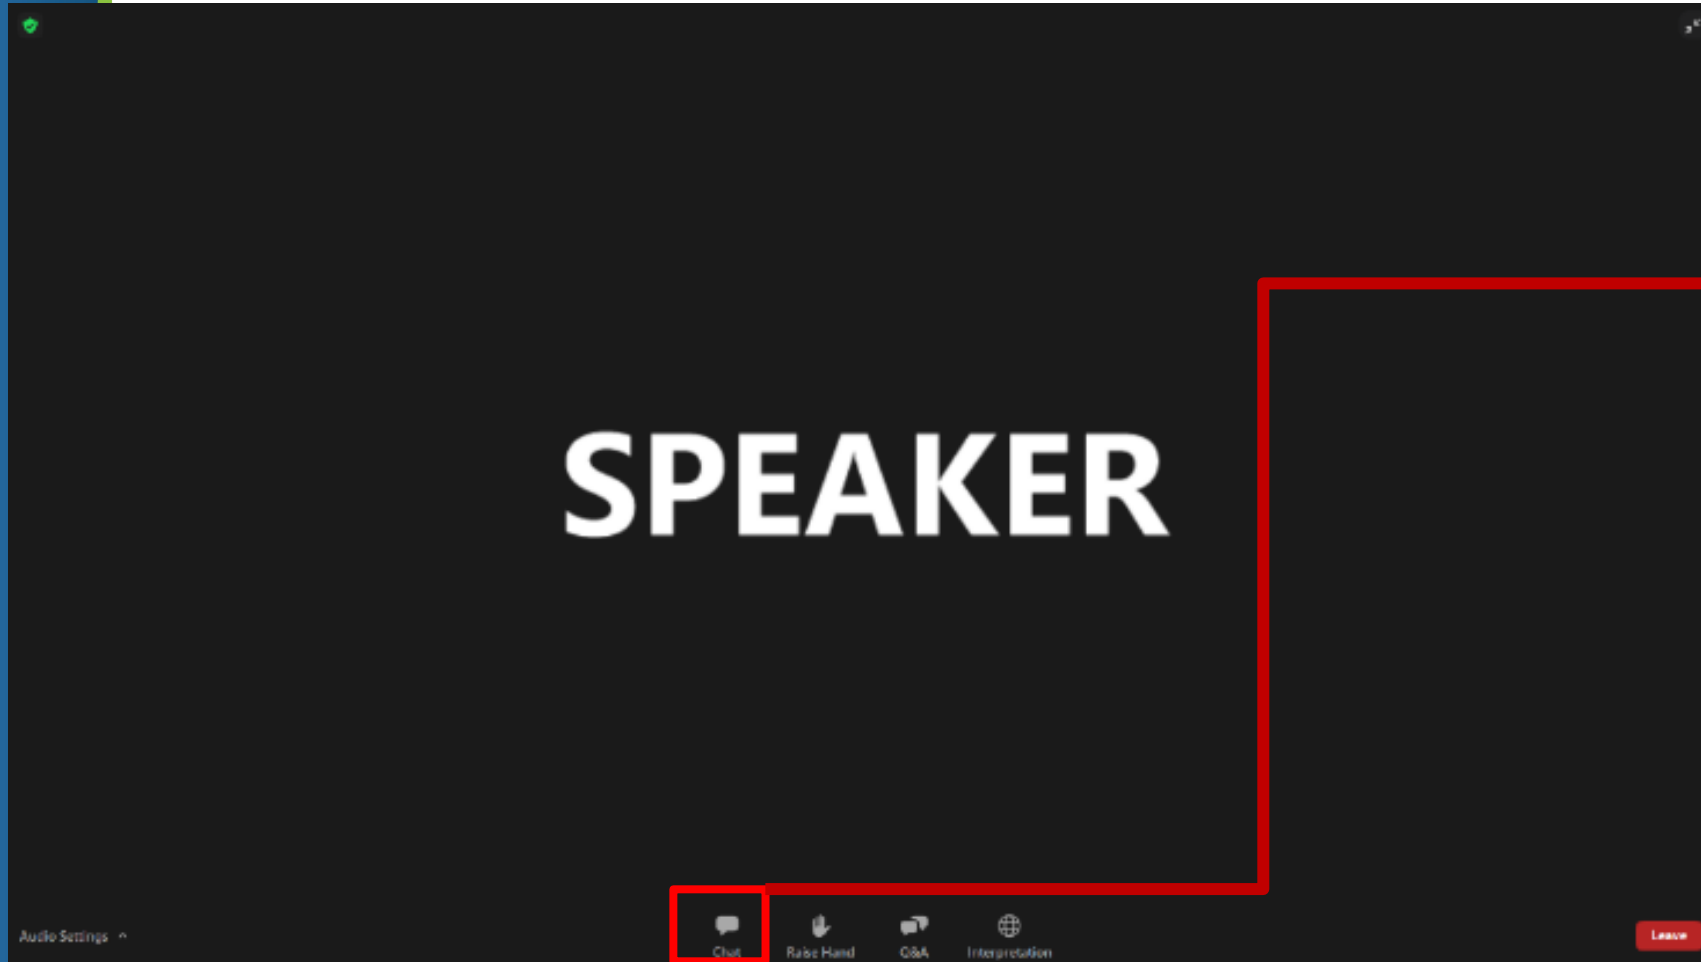 SPEAKER
Audio Settings
Chat
Raise Hand
Q&A
Interpretation
Leave